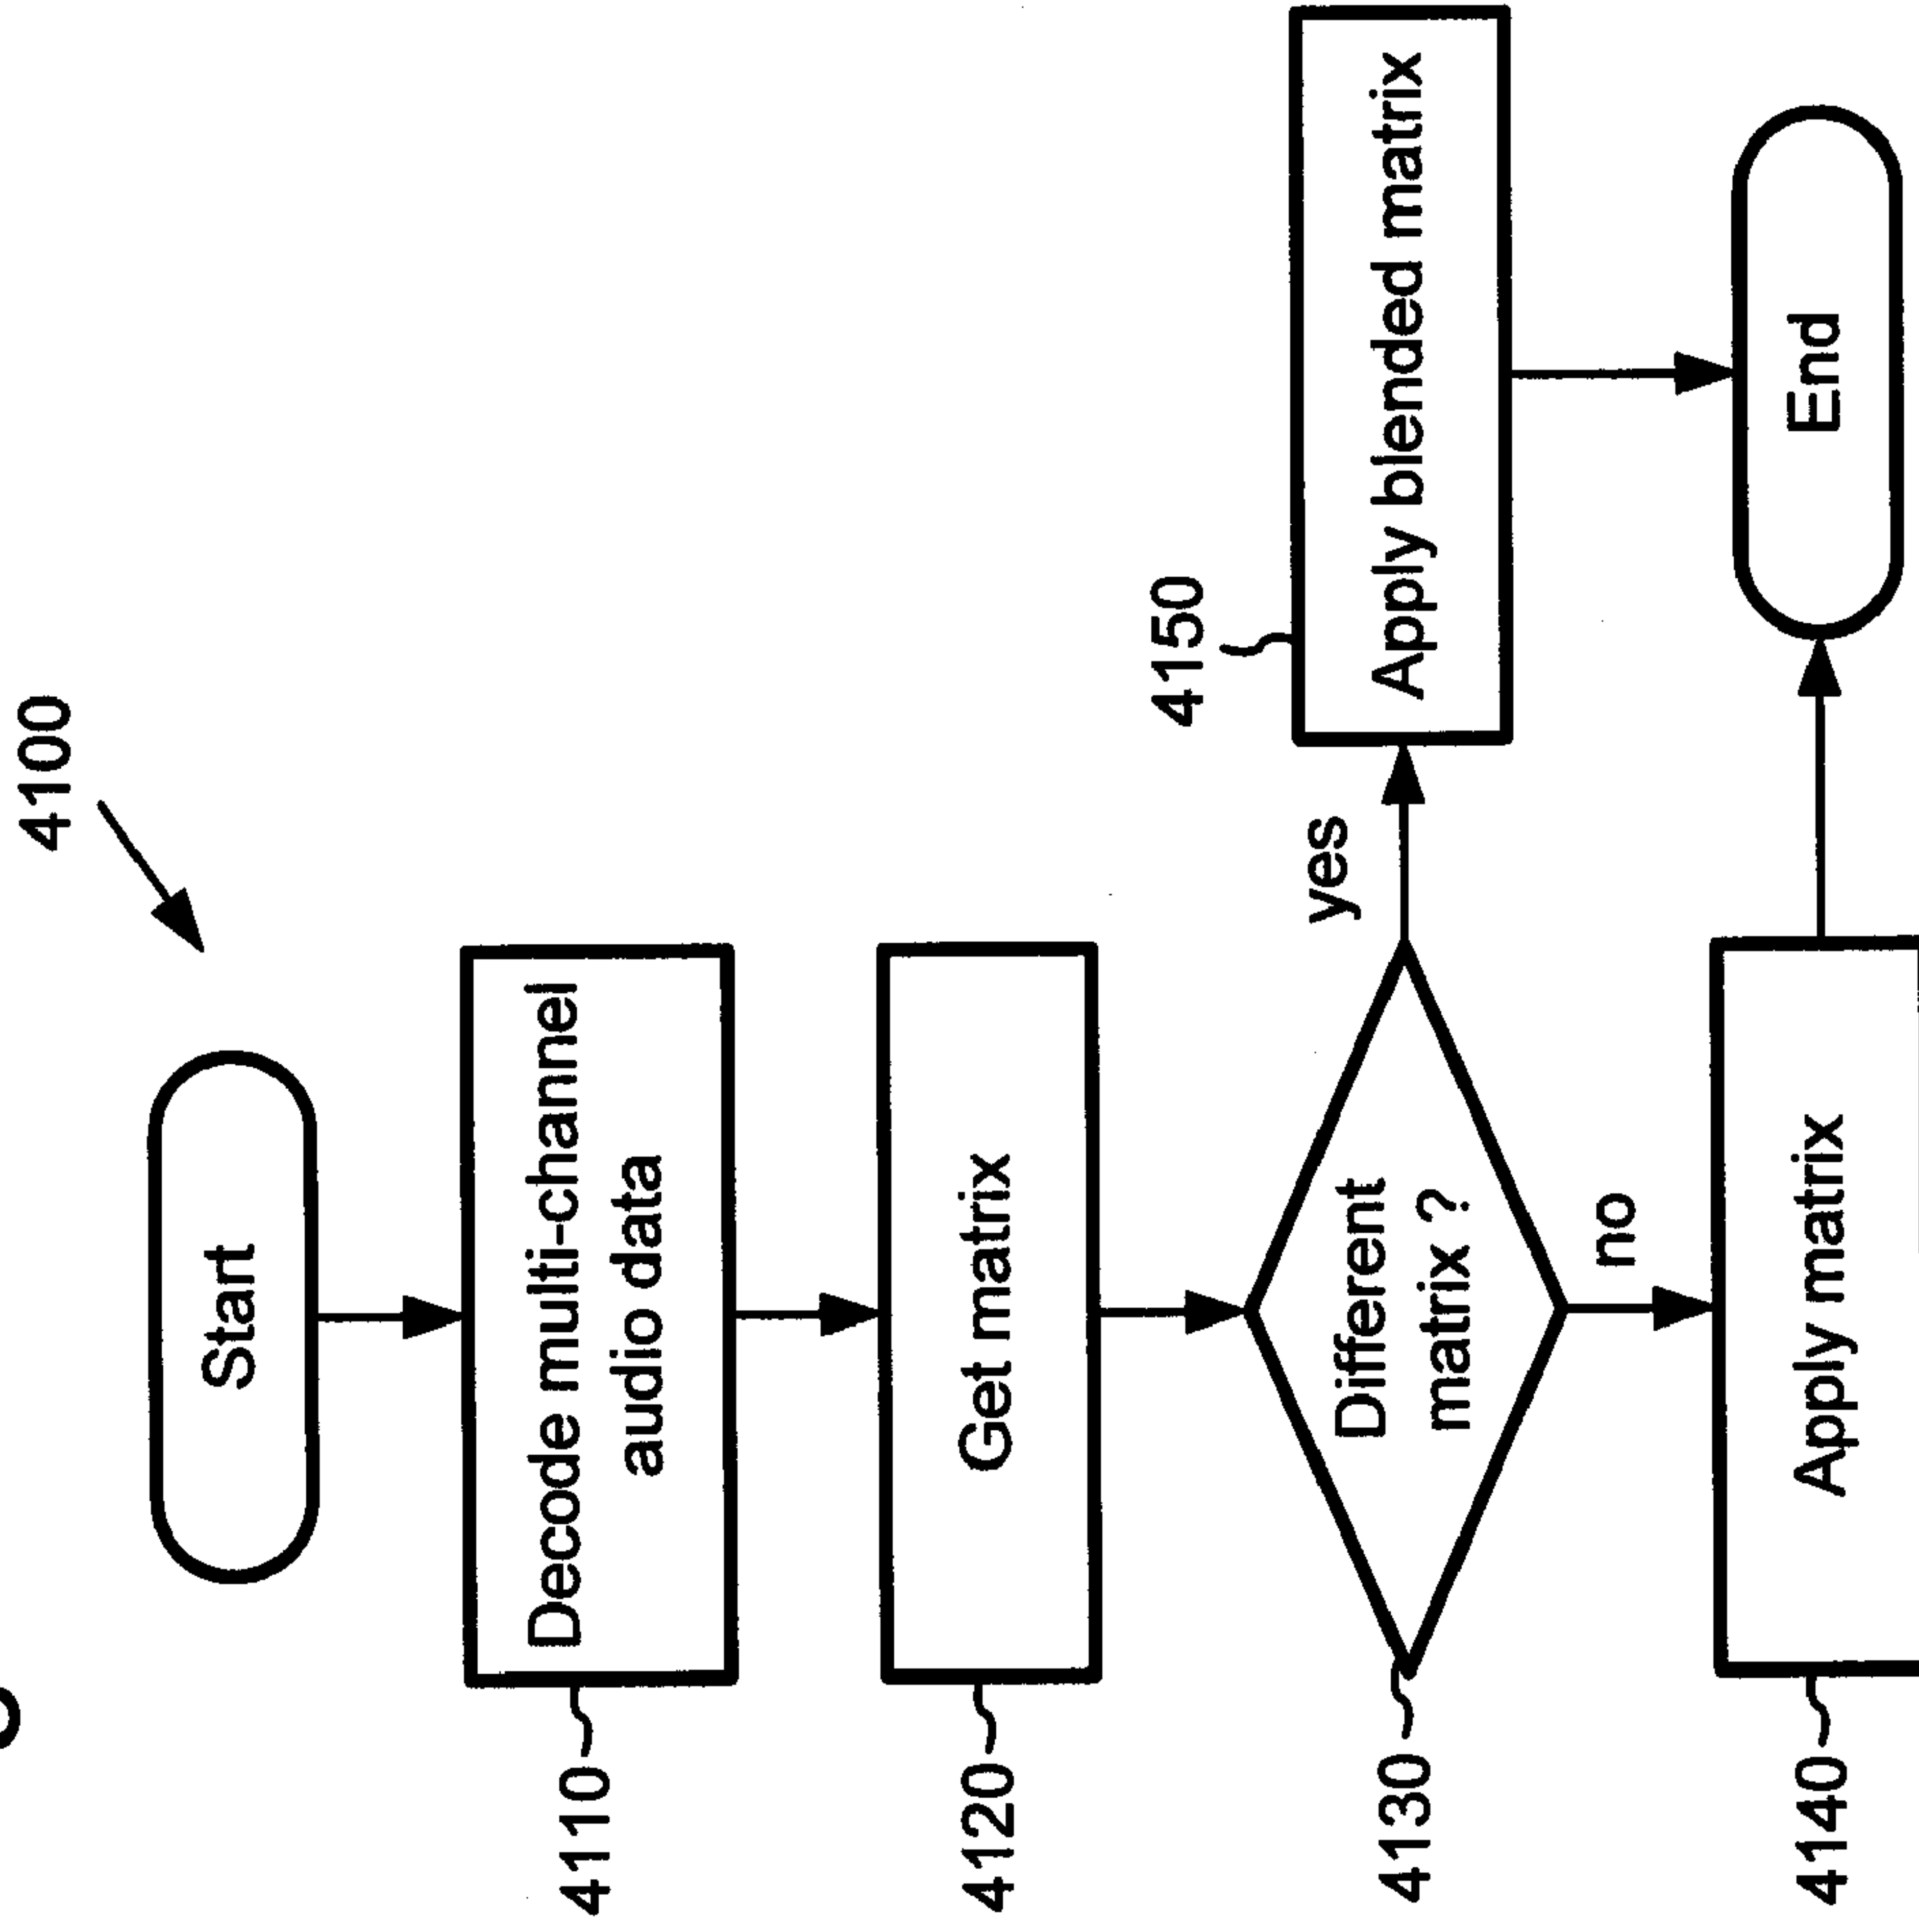 4100
Start
4110
Decode multi-channel
audio data
4120
Get matrix
4130
Different
matrix ?
yes
4150
Apply blended matrix
no
4140
Apply matrix
End